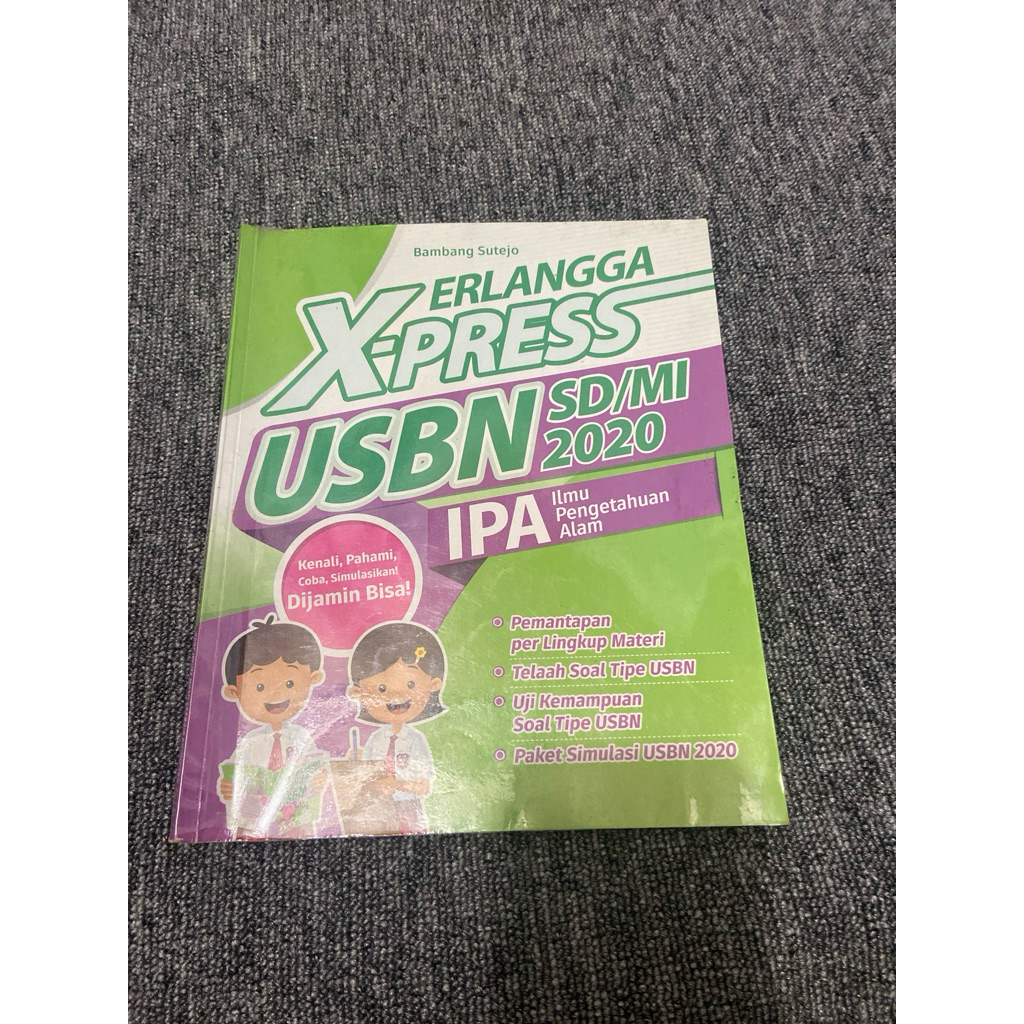 Bambang Sutejo
ERLANGGA
X-PRESS
USBN
SD/MI
2020
IPA
Ilmu
Pengetahuan
Alam
Kenali, Pahami,
Coba, Simulasikan!
Dijamin Bisa!
• Pemantapan
per Lingkup Materi
• Telaah Soal Tipe USBN
• Uji Kemampuan
Soal Tipe USBN
• Paket Simulasi USBN 2020